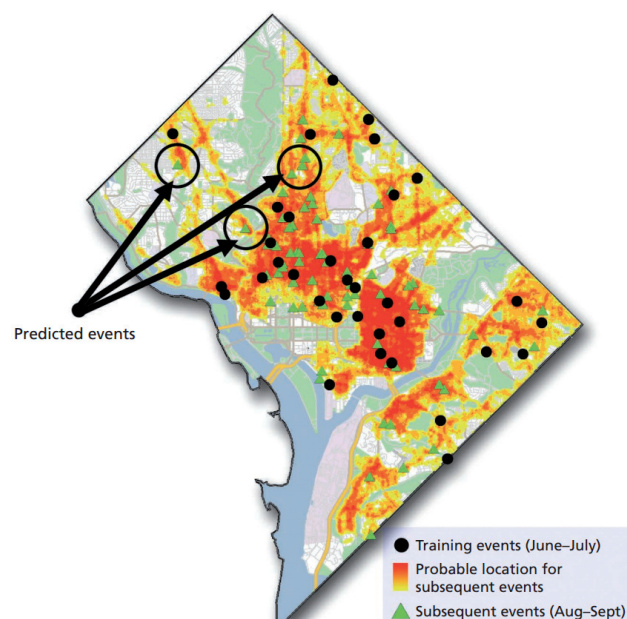 Predicted events
Training events (June–July)
Probable location for
subsequent events
Subsequent events (Aug–Sept)